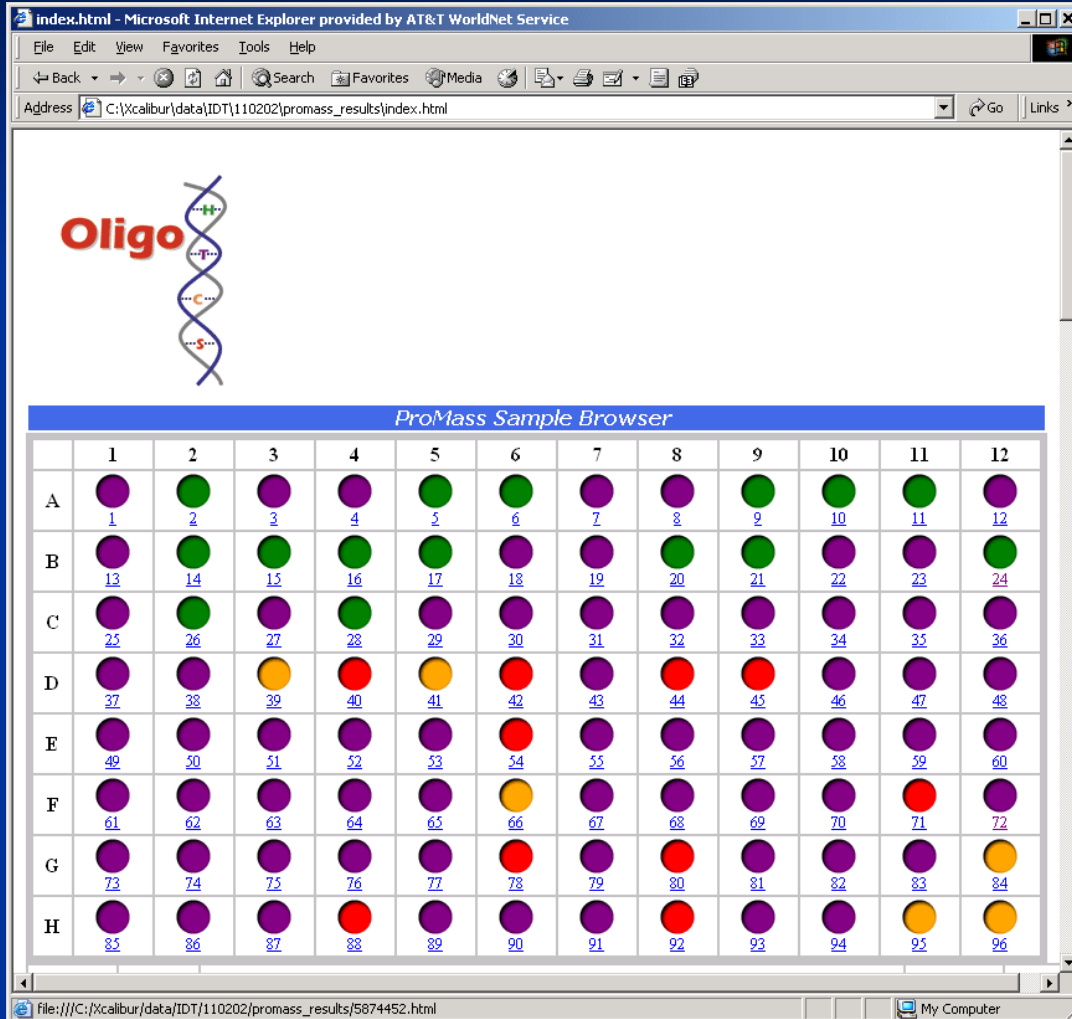 index.html - Microsoft Internet Explorer provided by AT&T WorldNet Service
File Edit View Favorites Tools Help
Back Search Favorites Media
Address C:\Xcalibur\data\IDT\110202\promass_results\index.html Go Links »
Oligo
H
T
C
S
ProMass Sample Browser
1 2 3 4 5 6 7 8 9 10 11 12
A
1 2 3 4 5 6 7 8 9 10 11 12
B
13 14 15 16 17 18 19 20 21 22 23 24
C
25 26 27 28 29 30 31 32 33 34 35 36
D
37 38 39 40 41 42 43 44 45 46 47 48
E
49 50 51 52 53 54 55 56 57 58 59 60
F
61 62 63 64 65 66 67 68 69 70 71 72
G
73 74 75 76 77 78 79 80 81 82 83 84
H
85 86 87 88 89 90 91 92 93 94 95 96
file:///C:/Xcalibur/data/IDT/110202/promass_results/5874452.html My Computer